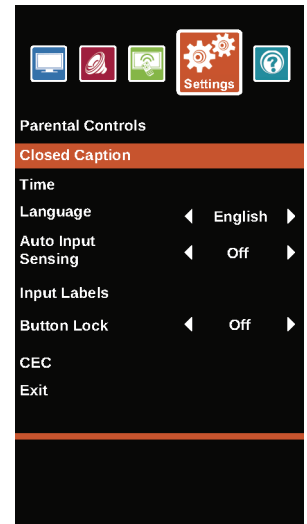 Settings
Parental Controls
Closed Caption
Time
Language English
Auto Input
Sensing Off
Input Labels
Button Lock Off
CEC
Exit